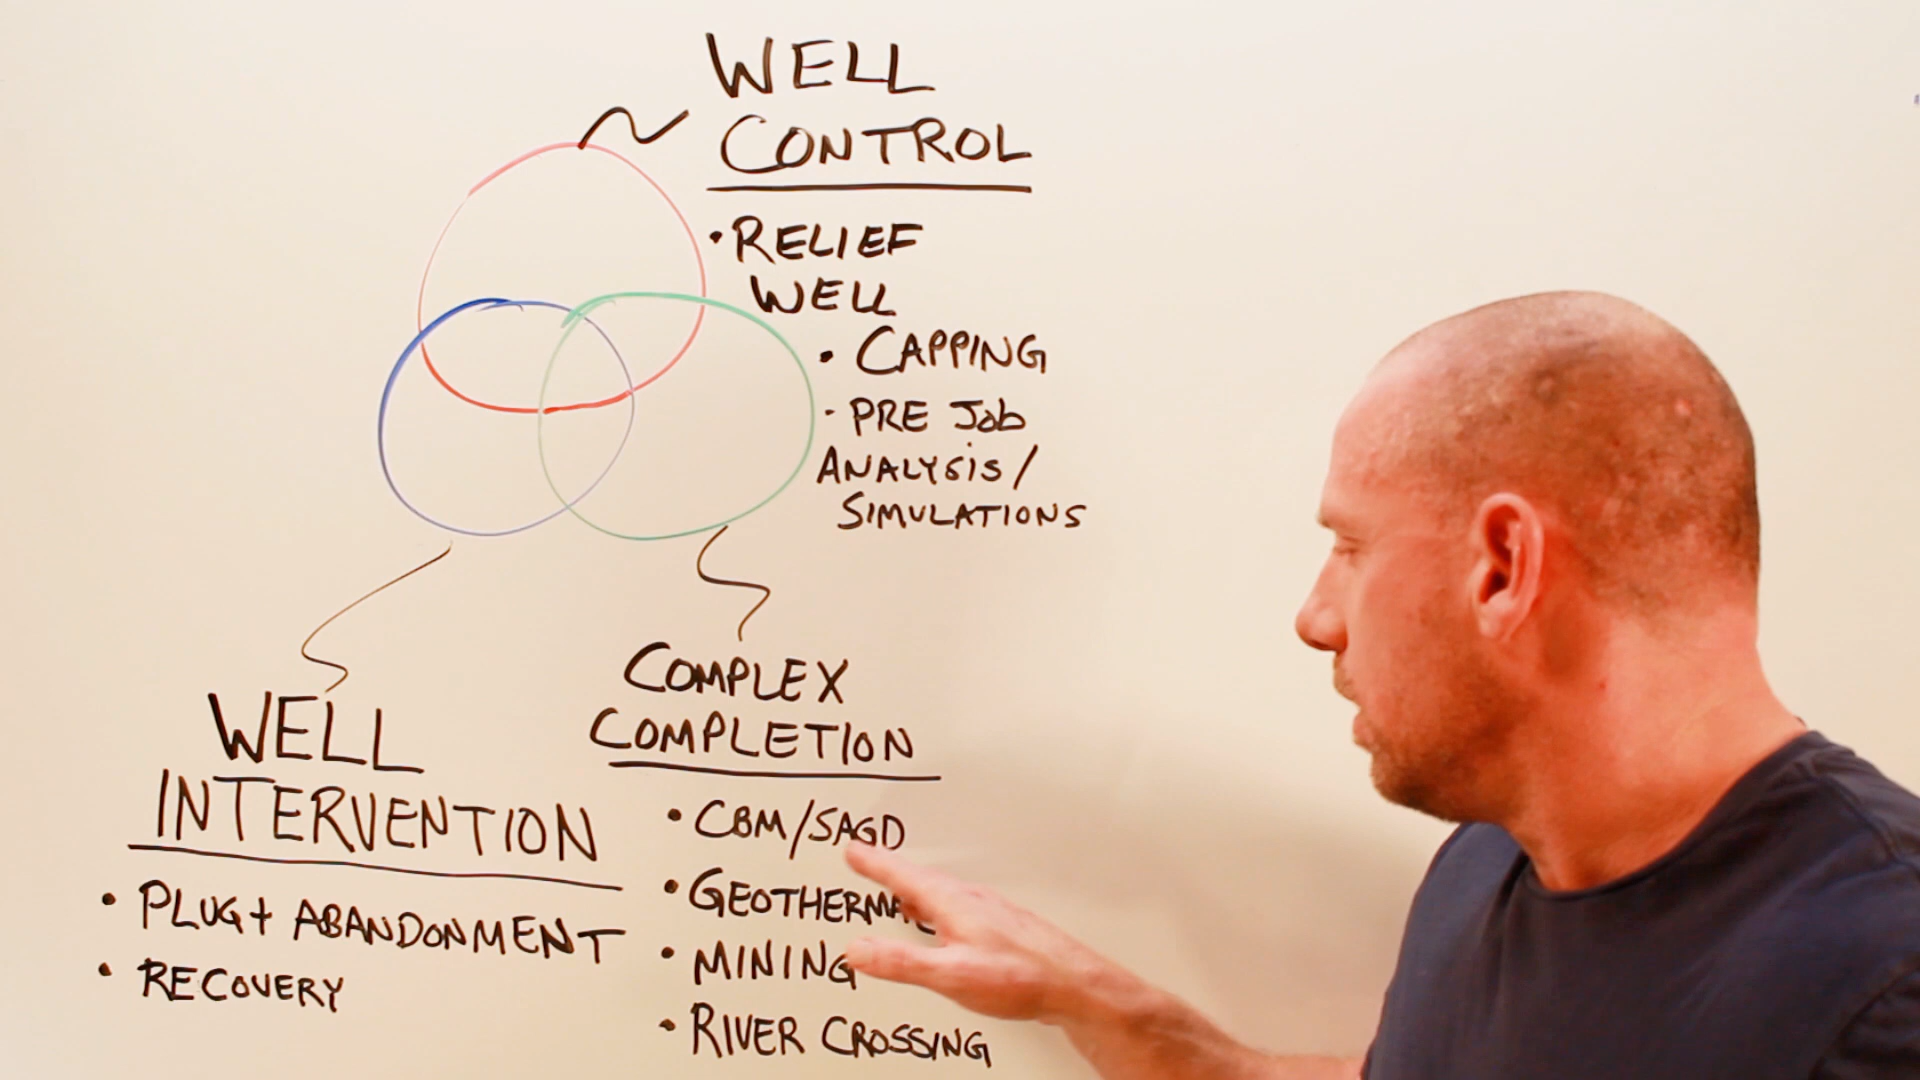 WELL
CONTROL
• RELIEF
WELL
• CAPPING
- PRE Job
ANALYSiS/
SIMULATIONS
WELL
INTERVENTION
• PLUG + ABANDONMENT
• RECOVERY
COMPLEX
COMPLETION
• CBM/SAGD
• GEOTHERMAL
• MINING
• RIVER CROSSING